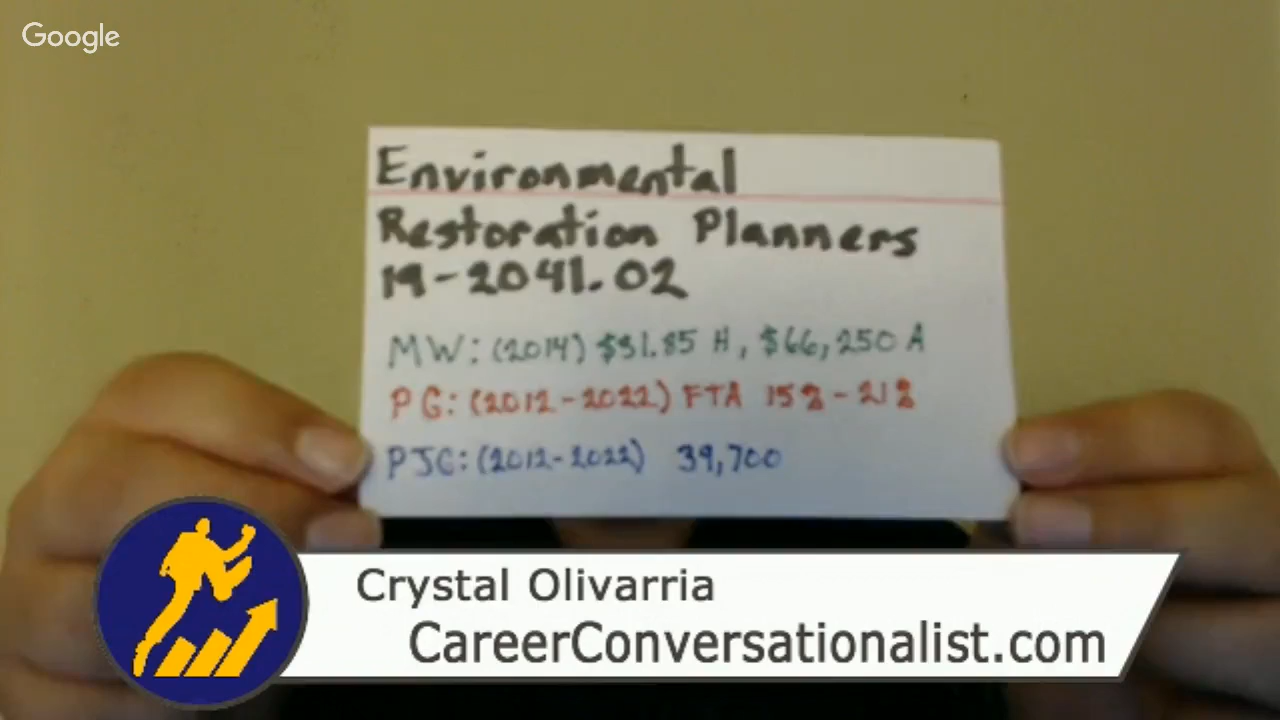 Google
Environmental
Restoration Planners
19-2041.02
MW: (2014) $31.85 H, $66,250 A
PG: (2012-2022) FTA 15% - 21%
PJG: (2012-2022) 39,700
Crystal Olivarria
CareerConversationalist.com